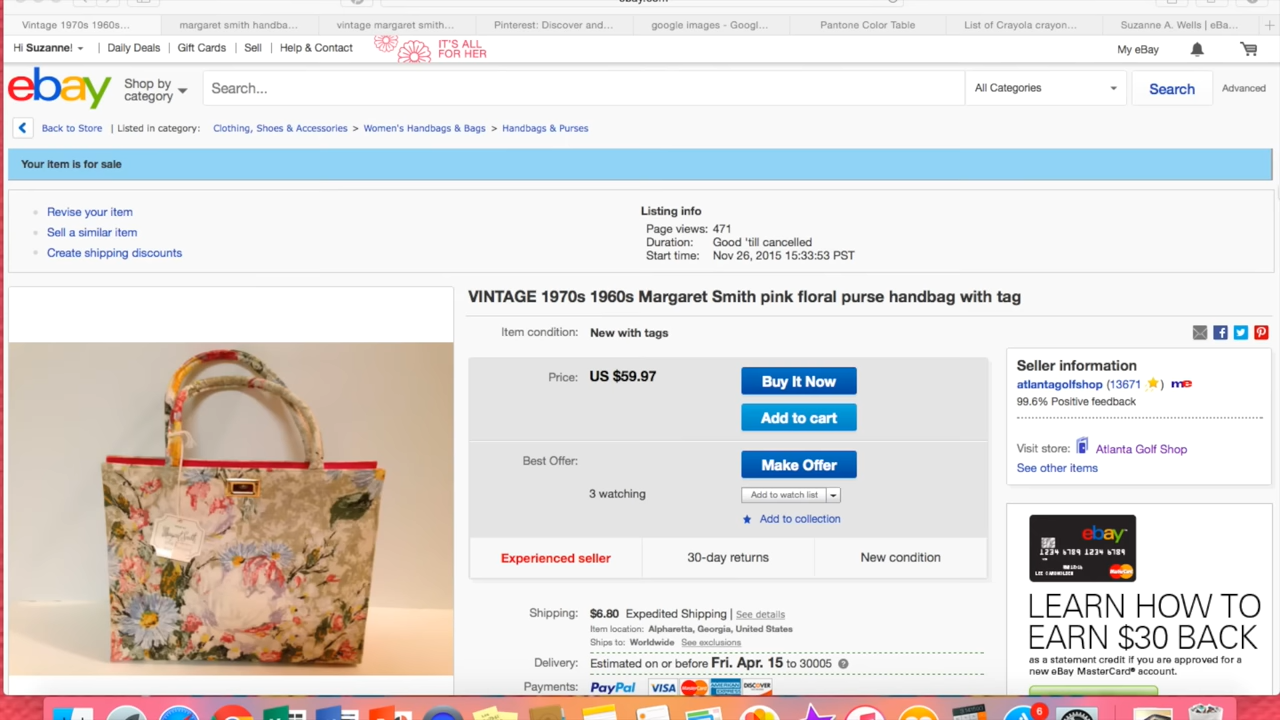 Vintage 1970s 1960s...
margaret smith handba...
vintage margaret smith...
Pinterest: Discover and...
google images - Googl...
Pantone Color Table
List of Crayola crayon...
Suzanne A. Wells | eBa...
Hi Suzanne!
Daily Deals
Gift Cards
Sell
Help & Contact
IT'S ALL
FOR HER
My eBay
ebay
Shop by
category
Search...
All Categories
Search
Advanced
Back to Store | Listed in category: Clothing, Shoes & Accessories > Women's Handbags & Bags > Handbags & Purses
Your item is for sale
Revise your item
Sell a similar item
Create shipping discounts
Listing info
Page views: 471
Duration: Good 'till cancelled
Start time: Nov 26, 2015 15:33:53 PST
VINTAGE 1970s 1960s Margaret Smith pink floral purse handbag with tag
Item condition: New with tags
Price: US $59.97
Buy It Now
Add to cart
Best Offer:
Make Offer
3 watching
Add to watch list
Add to collection
Experienced seller
30-day returns
New condition
Shipping: $6.80 Expedited Shipping | See details
Item location: Alpharetta, Georgia, United States
Ships to: Worldwide See exclusions
Delivery: Estimated on or before Fri. Apr. 15 to 30005
Payments: PayPal VISA MasterCard AMERICAN EXPRESS DISCOVER
Seller information
atlantagolfshop (13671) me
99.6% Positive feedback
Visit store: Atlanta Golf Shop
See other items
ebay
1234 6789 1234 6789
LEE CARDHOLDER
MasterCard
LEARN HOW TO
EARN $30 BACK
as a statement credit if you are approved for a
new eBay MasterCard® account.
6